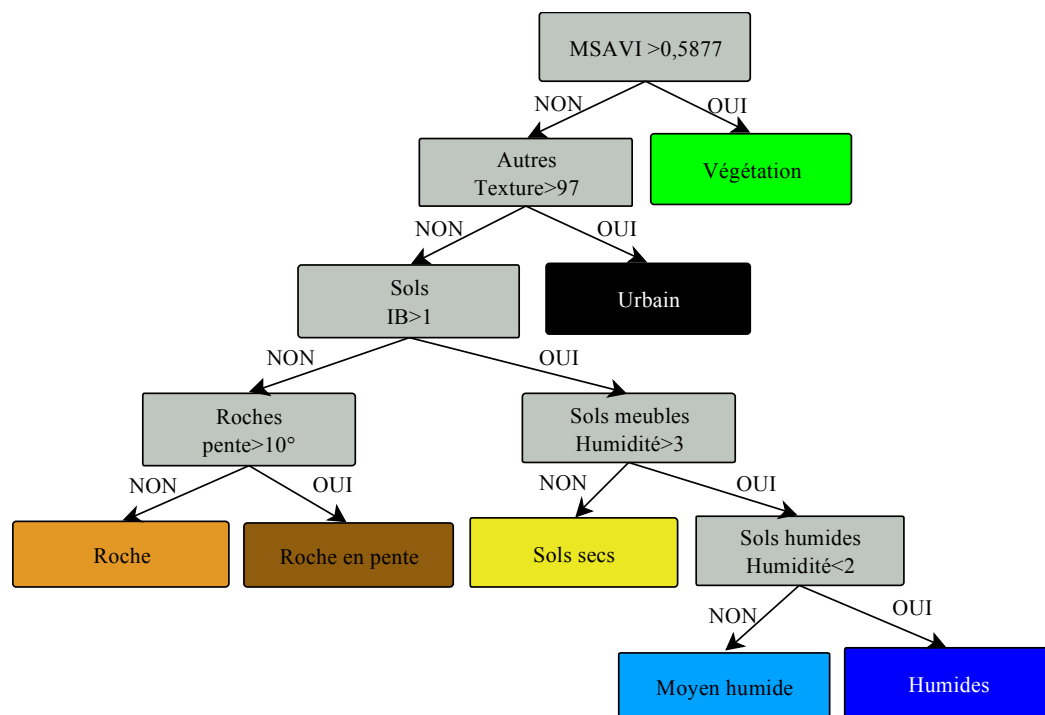 MSAVI >0,5877
NON
OUI
Autres
Texture>97
Végétation
NON
OUI
Sols
IB>1
Urbain
NON
OUI
Roches
pente>10°
Sols meubles
Humidité>3
NON
OUI
NON
OUI
Roche
Roche en pente
Sols secs
Sols humides
Humidité<2
NON
OUI
Moyen humide
Humides